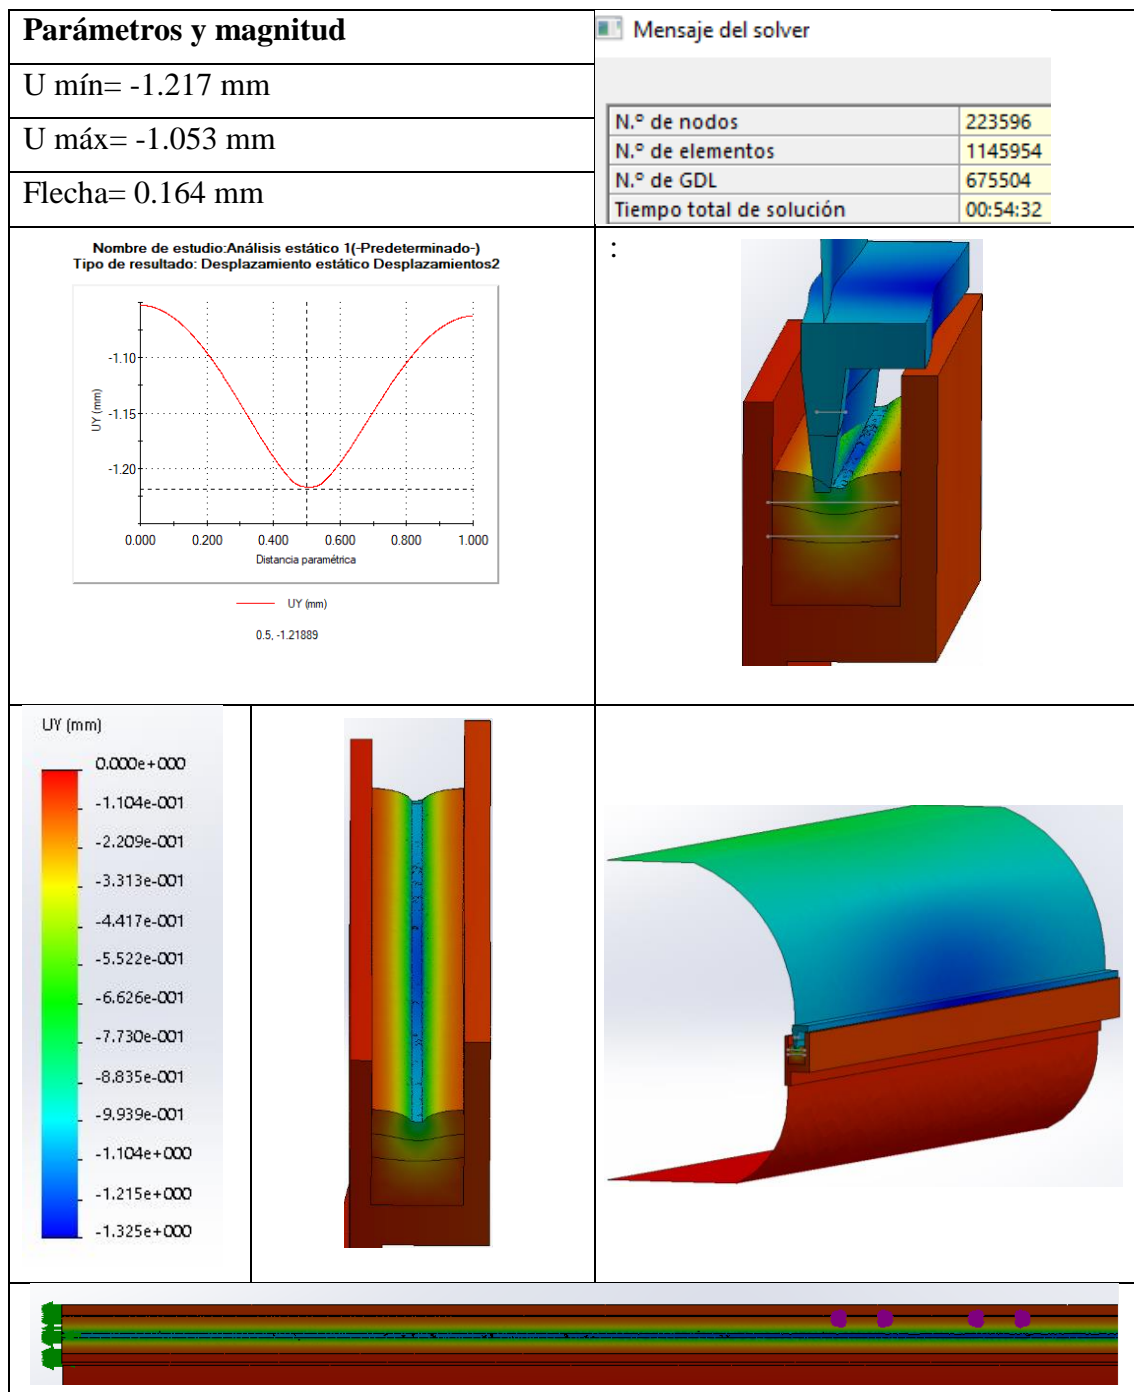 Parámetros y magnitud
U mín= -1.217 mm
U máx= -1.053 mm
Flecha= 0.164 mm
Mensaje del solver
N.º de nodos 223596
N.º de elementos 1145954
N.º de GDL 675504
Tiempo total de solución 00:54:32
Nombre de estudio:Análisis estático 1(-Predeterminado-)
Tipo de resultado: Desplazamiento estático Desplazamientos2
UY (mm)
-1.10
-1.15
-1.20
0.000 0.200 0.400 0.600 0.800 1.000
Distancia paramétrica
UY (mm)
0.5, -1.21889
:
UY (mm)
0.000e+000
-1.104e-001
-2.209e-001
-3.313e-001
-4.417e-001
-5.522e-001
-6.626e-001
-7.730e-001
-8.835e-001
-9.939e-001
-1.104e+000
-1.215e+000
-1.325e+000